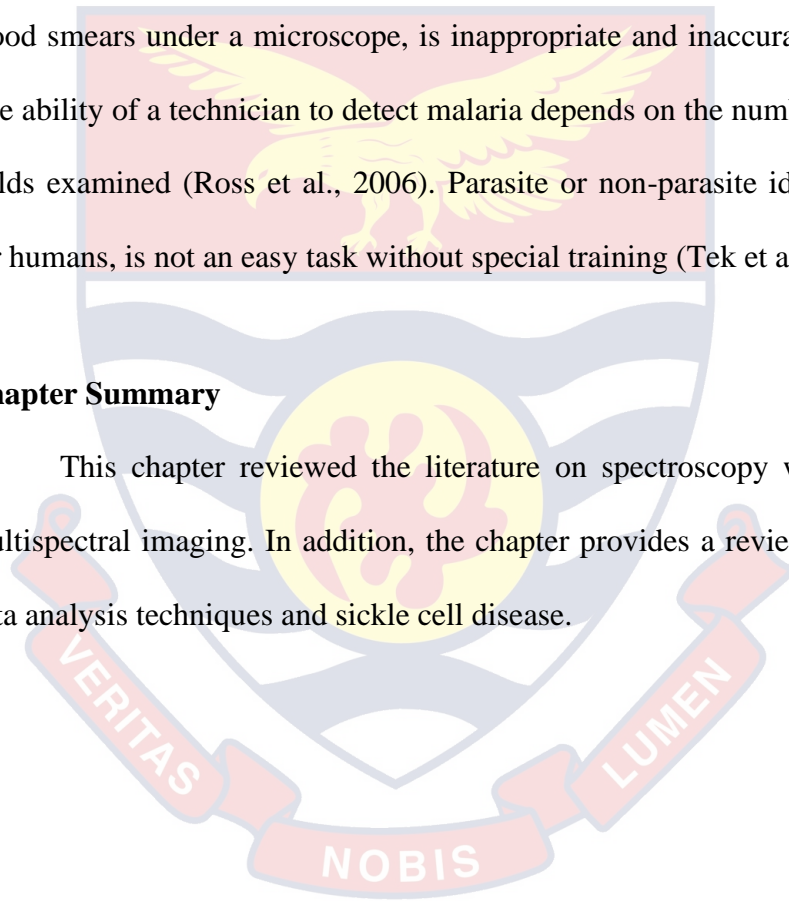 ood smears under a microscope, is inappropriate and inaccura
e ability of a technician to detect malaria depends on the num
lds examined (Ross et al., 2006). Parasite or non-parasite id
r humans, is not an easy task without special training (Tek et a
hapter Summary
This chapter reviewed the literature on spectroscopy w
ultispectral imaging. In addition, the chapter provides a revie
ta analysis techniques and sickle cell disease.
VERITAS
NOBIS
LUMEN